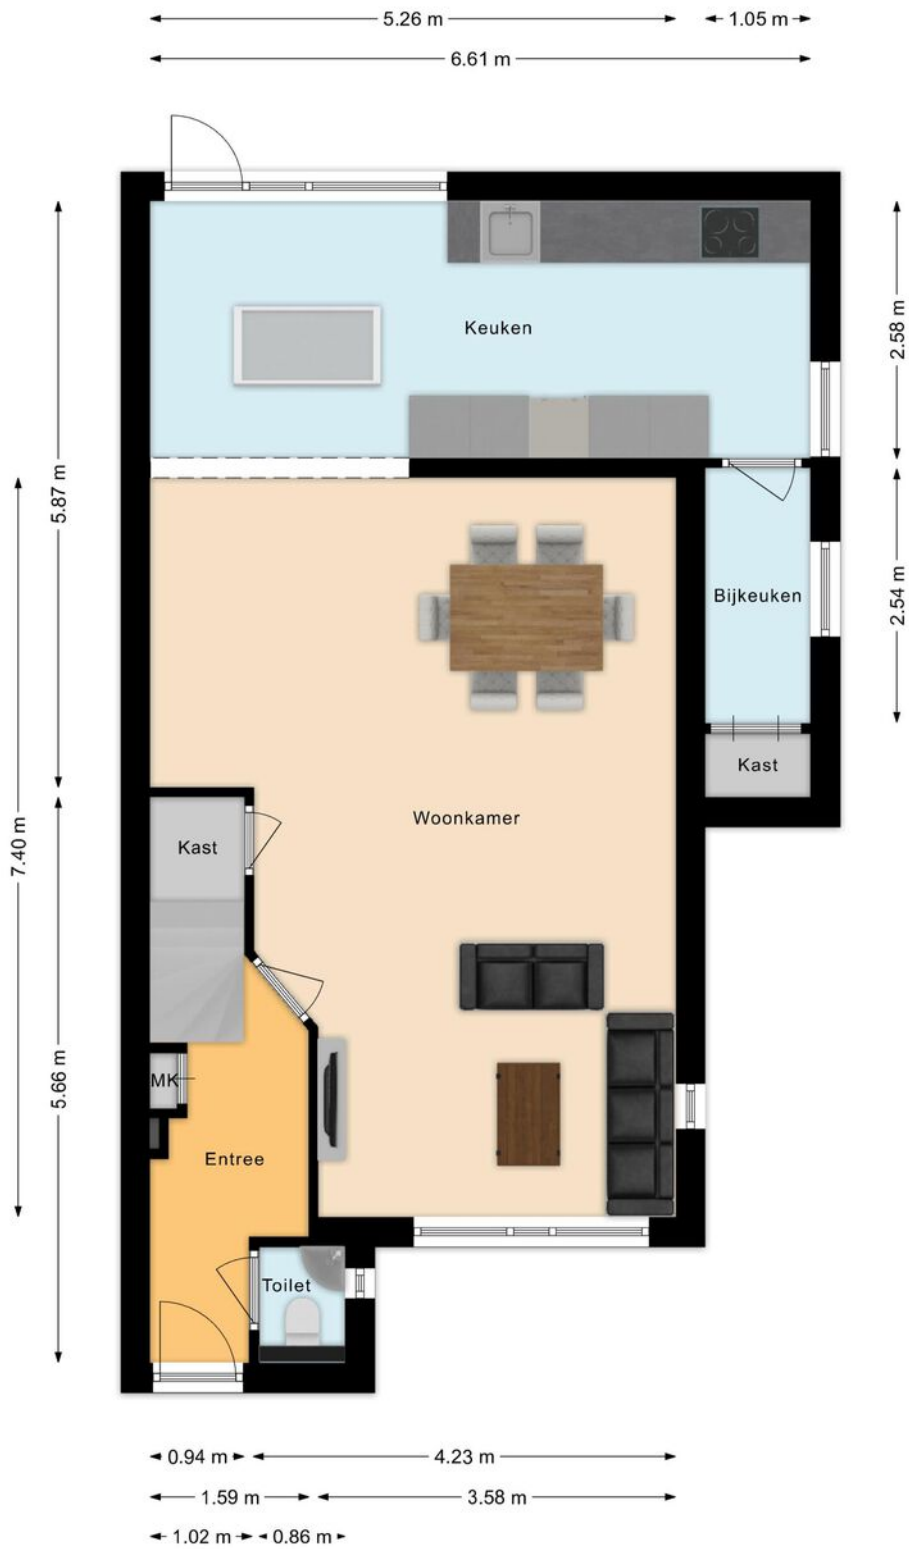 5.26 m
1.05 m
6.61 m
Keuken
2.58 m
5.87 m
Bijkeuken
2.54 m
Kast
Woonkamer
7.40 m
Kast
5.66 m
MK
Entree
Toilet
0.94 m
4.23 m
1.59 m
3.58 m
1.02 m
0.86 m